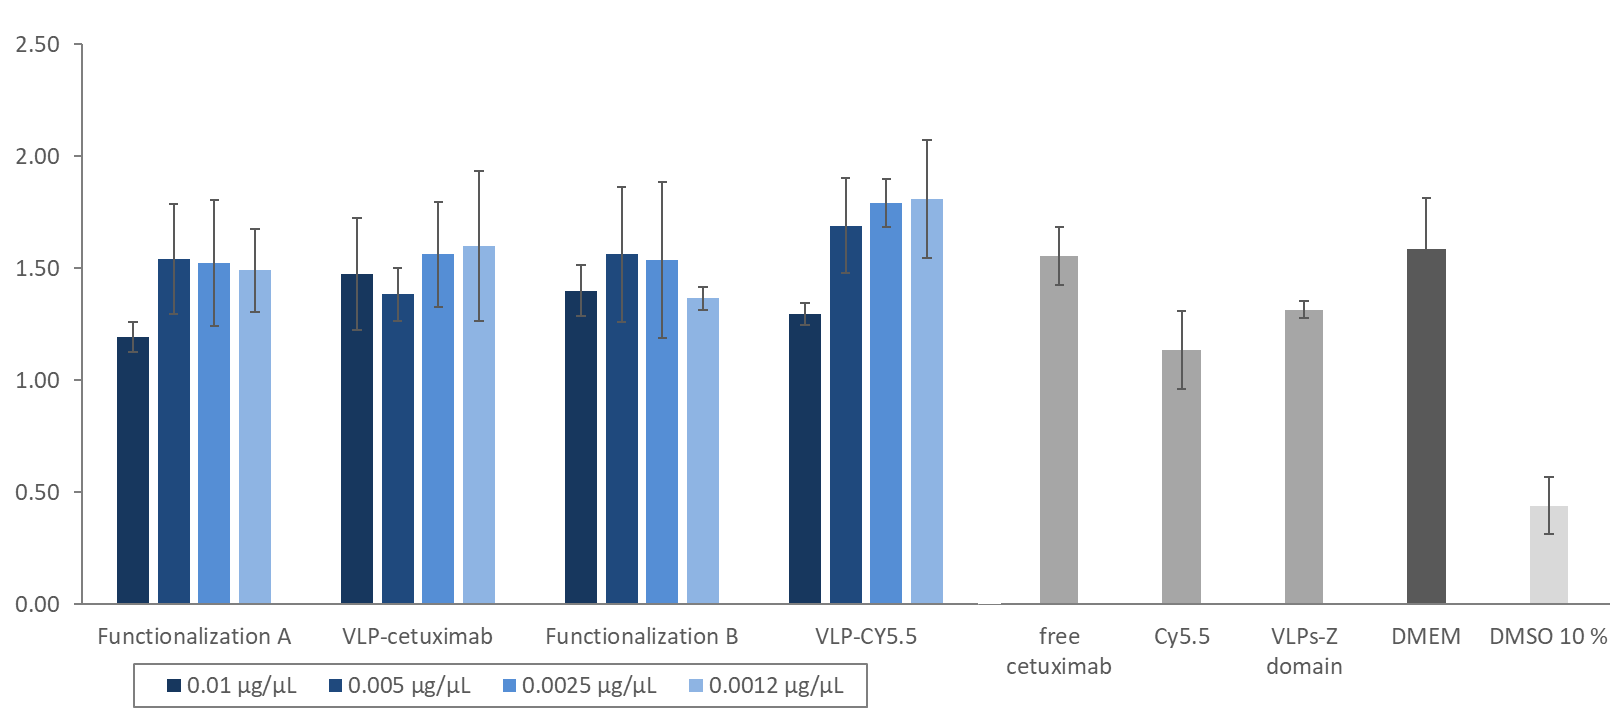 2.50
2.00
1.50
1.00
0.50
0.00
Functionalization A
VLP-cetuximab
Functionalization B
VLP-CY5.5
free
cetuximab
Cy5.5
VLPs-Z
domain
DMEM
DMSO 10 %
0.01 µg/µL
0.005 µg/µL
0.0025 µg/µL
0.0012 µg/µL